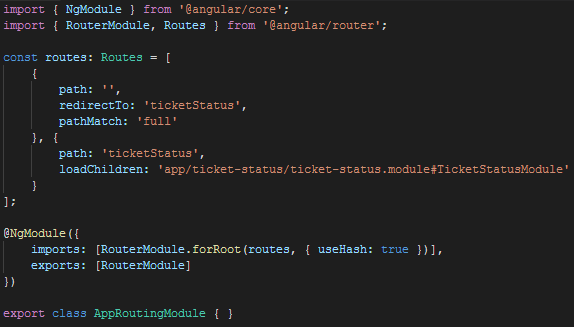 import { NgModule } from '@angular/core';
import { RouterModule, Routes } from '@angular/router';

const routes: Routes = [
    {
        path: '',
        redirectTo: 'ticketStatus',
        pathMatch: 'full'
    }, {
        path: 'ticketStatus',
        loadChildren: 'app/ticket-status/ticket-status.module#TicketStatusModule'
    }
];

@NgModule({
    imports: [RouterModule.forRoot(routes, { useHash: true })],
    exports: [RouterModule]
})

export class AppRoutingModule { }